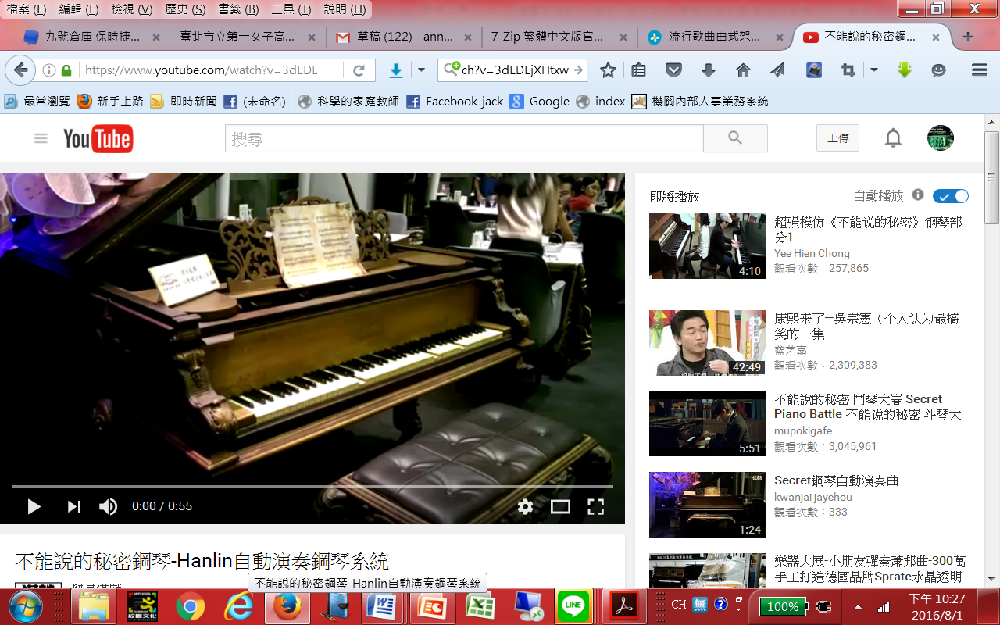 檔案 (F) 編輯 (E) 檢視 (V) 歷史 (S) 書籤 (B) 工具 (T) 說明 (H)
九號倉庫 保時捷... 臺北市立第一女子高... 草稿 (122) - ann... 7-Zip 繁體中文版官... 流行歌曲曲式架... 不能說的秘密鋼...
https://www.youtube.com/watch?v=3dLDL ch?v=3dLDLjXHtxw
最常瀏覽 新手上路 即時新聞 (未命名) 科學的家庭教師 Facebook-jack Google index 機關內部人事業務系統
YouTube 搜尋 上傳
即將播放 自動播放
超强模仿《不能说的秘密》钢琴部
分1
Yee Hien Chong
觀看次數：257,865
4:10
康熙来了—吳宗憲（个人认为最搞
笑的一集
蓝艺嘉
觀看次數：2,309,383
42:49
不能說的秘密 鬥琴大賽 Secret
Piano Battle 不能说的秘密 斗琴大
mupokigafe
觀看次數：3,045,961
5:51
Secret鋼琴自動演奏曲
kwanjai jaychou
觀看次數：333
1:24
樂器大展-小朋友彈奏蕭邦曲-300萬
手工打造德國品牌Sprate水晶透明
0:00 / 0:55
不能說的秘密鋼琴-Hanlin自動演奏鋼琴系統
不能說的秘密鋼琴-Hanlin自動演奏鋼琴系統
校園文化
LINE
CH 無
100%
下午 10:27
2016/8/1